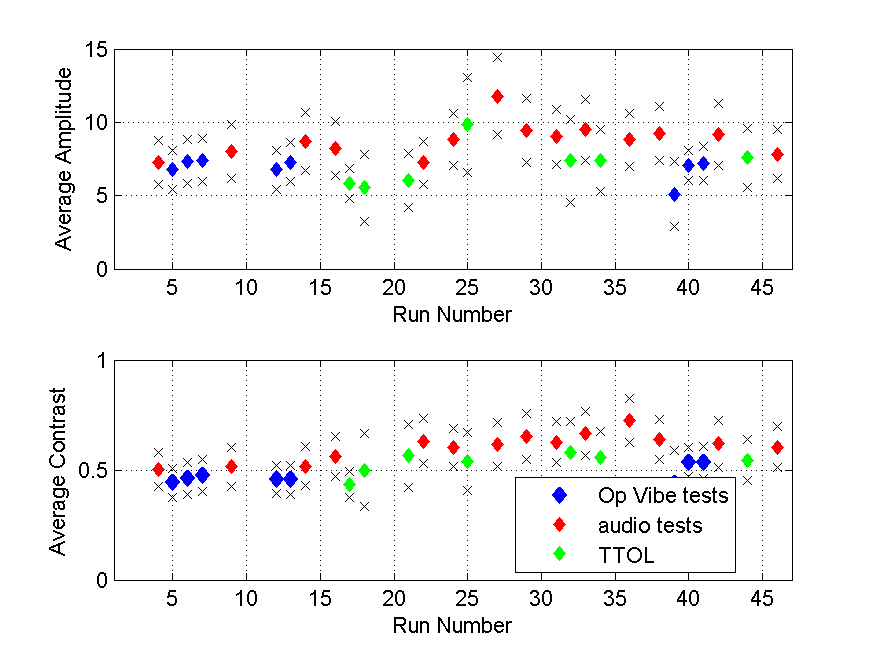 15
10
5
0
Average Amplitude
5 10 15 20 25 30 35 40 45
Run Number
1
0.5
0
Average Contrast
Op Vibe tests
audio tests
TTOL
5 10 15 20 25 30 35 40 45
Run Number